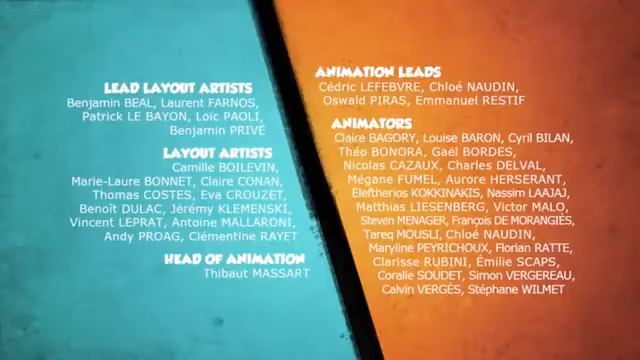 LEAD LAYOUT ARTISTS
Benjamin BEAL, Laurent FARNOS,
Patrick LE BAYON, Loïc PAOLI,
Benjamin PRIVÉ
LAYOUT ARTISTS
Camille BOILEVIN,
Marie-Laure BONNET, Claire CONAN,
Thomas COSTES, Eva CROUZET,
Benoît DULAC, Jérémy KLEMENSKI,
Vincent LEPRAT, Antoine MALLARONI,
Andy PROAG, Clémentine RAYET
HEAD OF ANIMATION
Thibaut MASSART
ANIMATION LEADS
Cédric LEFEBVRE, Chloé NAUDIN,
Oswald PIRAS, Emmanuel RESTIF
ANIMATORS
Claire BAGORY, Louise BARON, Cyril BILAN,
Théo BONORA, Gaël BORDES,
Nicolas CAZAUX, Charles DELVAL,
Mégane FUMEL, Aurore HERSERANT,
Eleftherios KOKKINAKIS, Nassim LAAJAJ,
Matthias LIESENBERG, Victor MALO,
Steven MENAGER, François DE MORANGIÈS,
Tareq MOUSLI, Chloé NAUDIN,
Maryline PEYRICHOUX, Florian RATTE,
Clarisse RUBINI, Émilie SCAPS,
Coralie SOUDET, Simon VERGEREAU,
Calvin VERGÈS, Stéphane WILMET